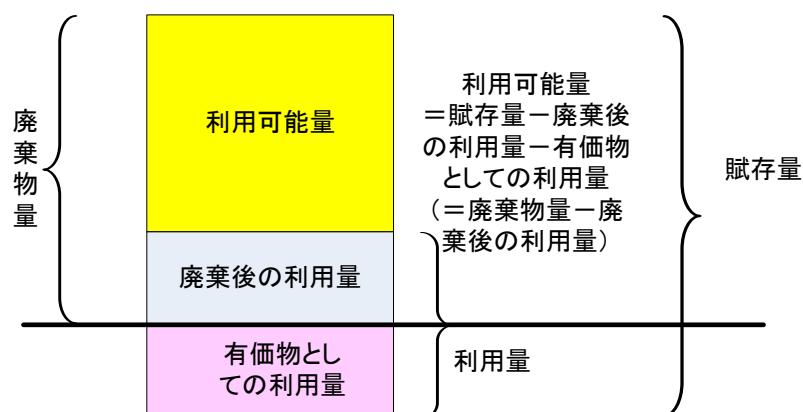 廃
棄
物
量
利用可能量
廃棄後の利用量
有価物とし
ての利用量
利用可能量
＝賦存量－廃棄後
の利用量－有価物
としての利用量
（＝廃棄物量－廃
棄後の利用量）
利用量
賦存量